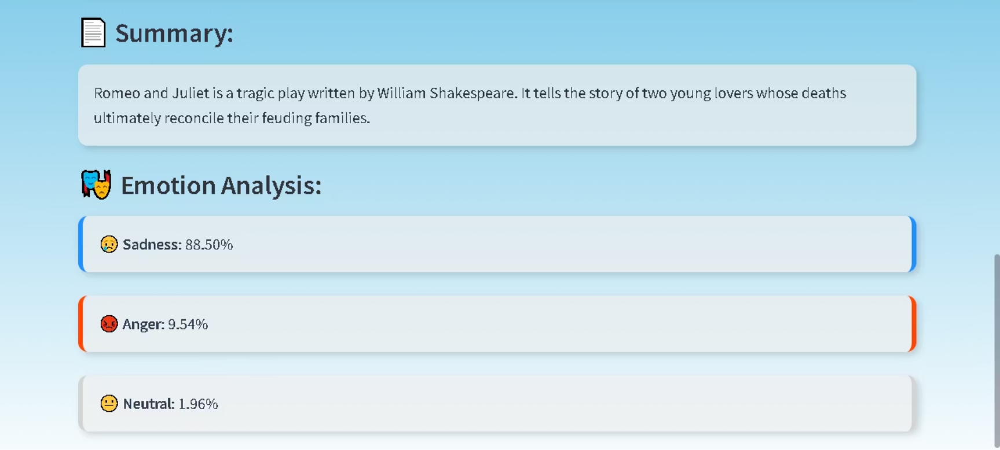 Summary:
Romeo and Juliet is a tragic play written by William Shakespeare. It tells the story of two young lovers whose deaths
ultimately reconcile their feuding families.
Emotion Analysis:
Sadness: 88.50%
Anger: 9.54%
Neutral: 1.96%